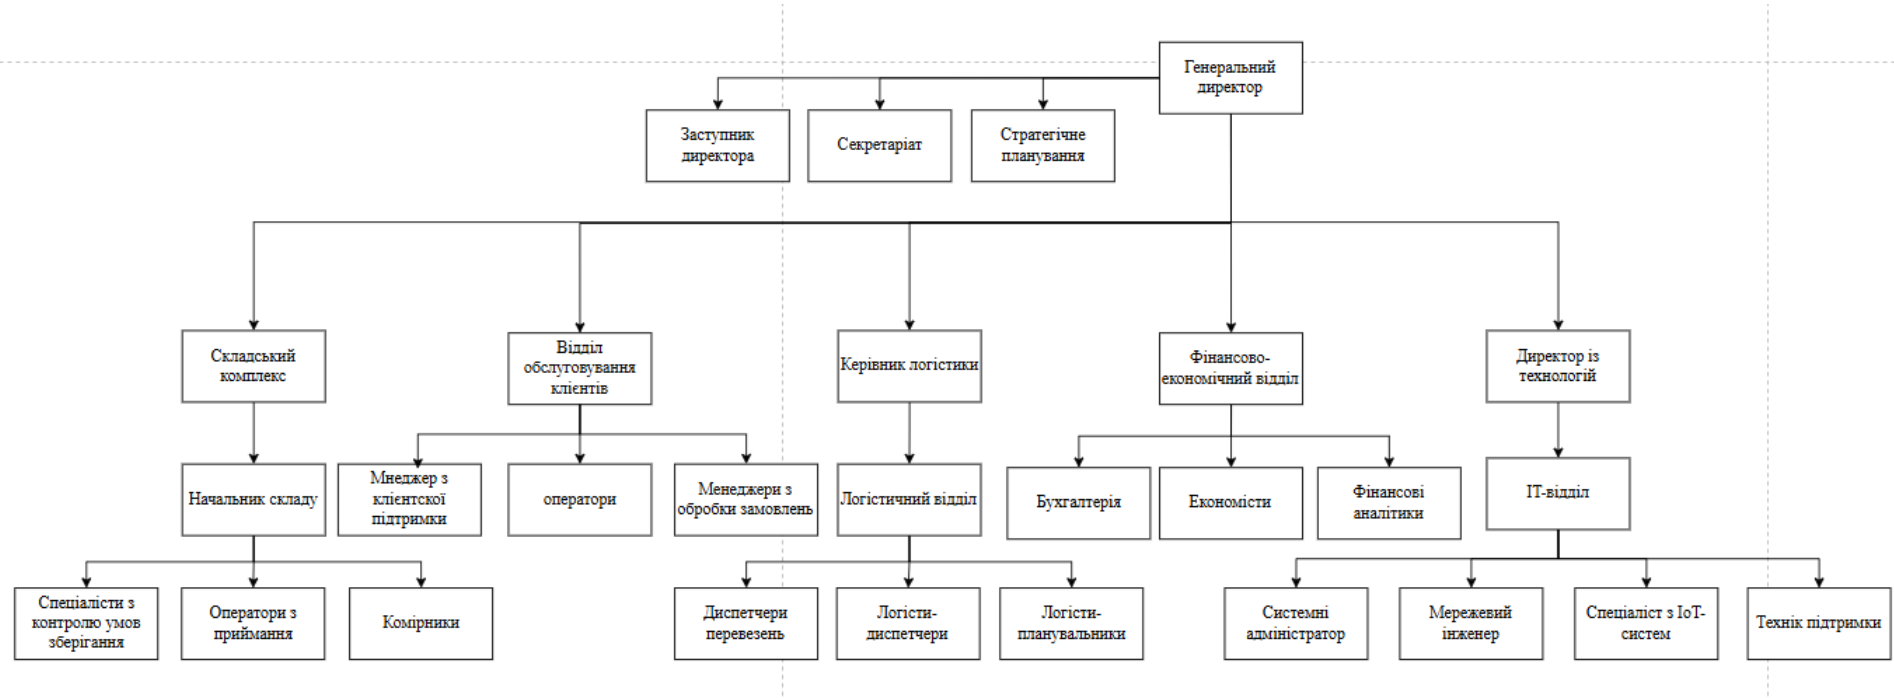 Генеральний
директор
Заступник
директора
Секретаріат
Стратегічне
планування
Складський
комплекс
Відділ
обслуговування
клієнтів
Керівник логістики
Фінансово-
економічний відділ
Директор із
технологій
Начальник складу
Мнеджер з
клієнтскої
підтримки
оператори
Менеджери з
обробки замовлень
Логістичний відділ
Бухгалтерія
Економісти
Фінансові
аналітики
ІТ-відділ
Спеціалісти з
контролю умов
зберігання
Оператори з
приймання
Комірники
Диспетчери
перевезень
Логісти-
диспетчери
Логісти-
планувальники
Системні
адміністратор
Мережевий
інженер
Спеціаліст з IoT-
систем
Технік підтримки